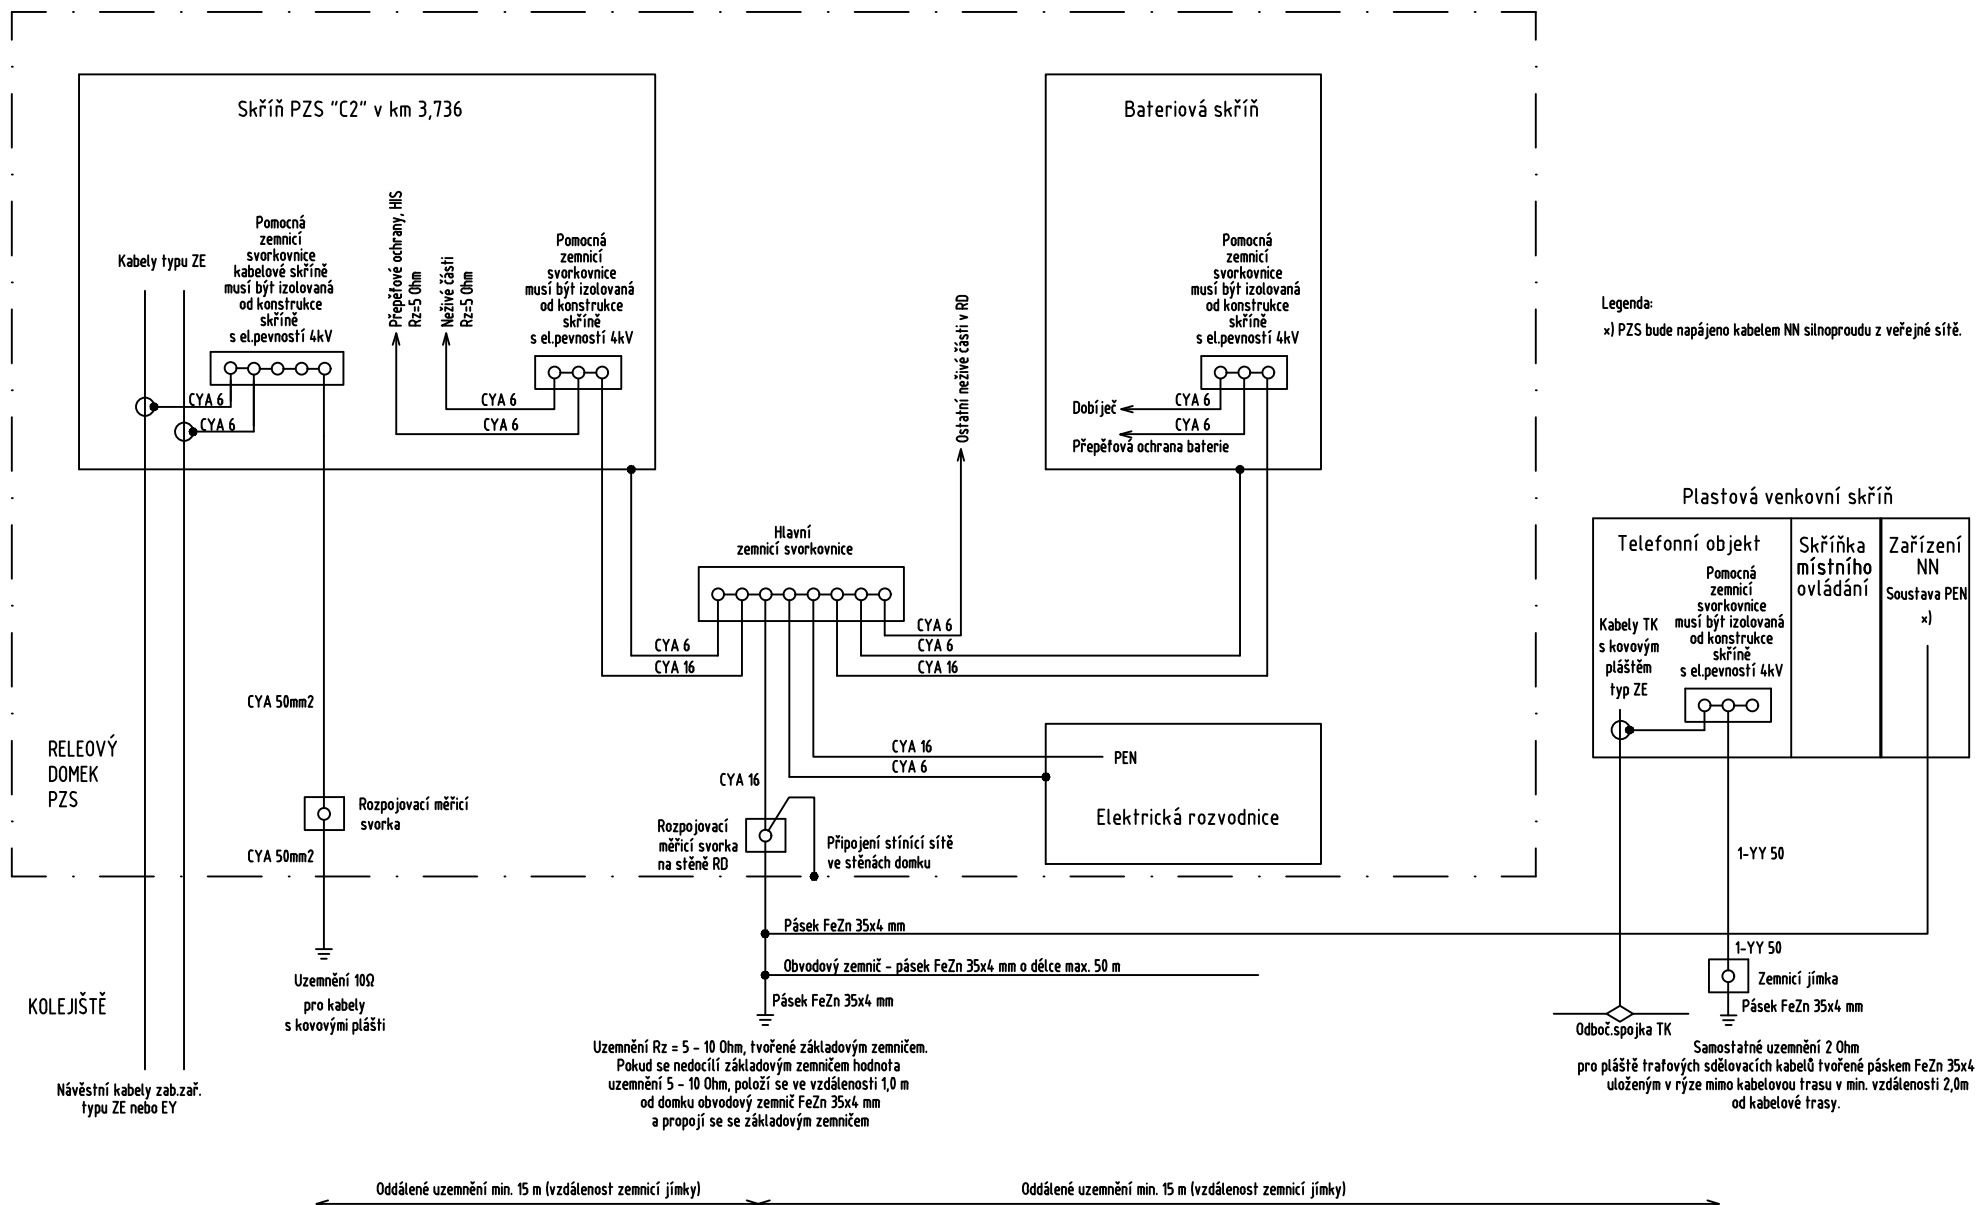 Skříň PZS "C2" v km 3,736
Kabely typu ZE
Pomocná
zemnicí
svorkovnice
kabelové skříně
musí být izolovaná
od konstrukce
skříně
s el.pevností 4kV
CYA 6
CYA 6
Přepěťové ochrany, HIS
Rz=5 Ohm
Neživé části
Rz=5 Ohm
Pomocná
zemnicí
svorkovnice
musí být izolovaná
od konstrukce
skříně
s el.pevností 4kV
CYA 6
CYA 6
Ostatní neživé části v RD
Bateriová skříň
Pomocná
zemnicí
svorkovnice
musí být izolovaná
od konstrukce
skříně
s el.pevností 4kV
Dobíječ
CYA 6
CYA 6
Přepěťová ochrana baterie
Legenda:
x) PZS bude napájeno kabelem NN silnoproudu z veřejné sítě.
Hlavní
zemnicí svorkovnice
CYA 6
CYA 16
CYA 6
CYA 6
CYA 16
Plastová venkovní skříň
Telefonní objekt
Pomocná
zemnicí
svorkovnice
musí být izolovaná
od konstrukce
skříně
s el.pevností 4kV
Kabely TK
s kovovým
pláštěm
typ ZE
Skříňka
místního
ovládání
Zařízení
NN
Soustava PEN
x)
CYA 50mm2
RELEOVÝ
DOMEK
PZS
Rozpojovací měřicí
svorka
CYA 50mm2
CYA 16
CYA 16
CYA 6
PEN
Elektrická rozvodnice
Rozpojovací
měřicí svorka
na stěně RD
Připojení stínící sítě
ve stěnách domku
1-YY 50
Pásek FeZn 35x4 mm
Obvodový zemnič - pásek FeZn 35x4 mm o délce max. 50 m
Pásek FeZn 35x4 mm
1-YY 50
Zemnicí jímka
Pásek FeZn 35x4 mm
Odboč.spojka TK
Uzemnění 10Ω
pro kabely
s kovovými plášti
KOLEJIŠTĚ
Návěstní kabely zab.zař.
typu ZE nebo EY
Uzemnění Rz = 5 - 10 Ohm, tvořené základovým zemničem.
Pokud se nedocílí základovým zemničem hodnota
uzemnění 5 - 10 Ohm, položí se ve vzdálenosti 1,0 m
od domku obvodový zemnič FeZn 35x4 mm
a propojí se se základovým zemničem
Samostatné uzemnění 2 Ohm
pro pláště traťových sdělovacích kabelů tvořené páskem FeZn 35x4
uloženým v rýze mimo kabelovou trasu v min. vzdálenosti 2,0m
od kabelové trasy.
Oddálené uzemnění min. 15 m (vzdálenost zemnicí jímky)
Oddálené uzemnění min. 15 m (vzdálenost zemnicí jímky)